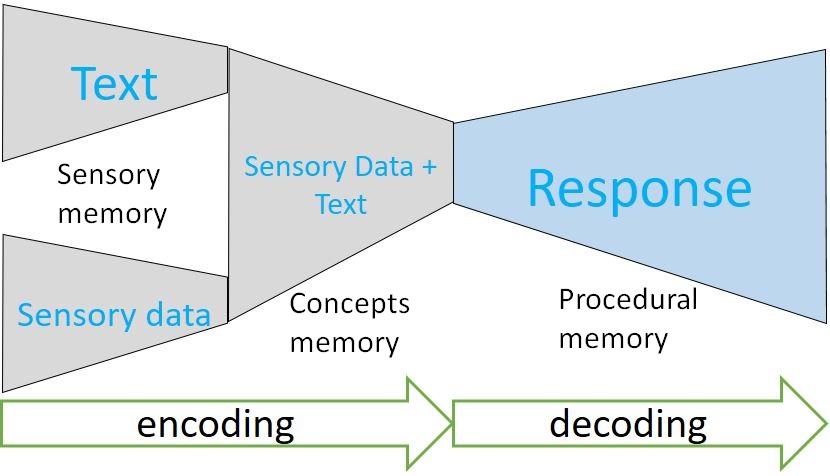 Text
Sensory
memory
Sensory data
Sensory Data +
Text
Concepts
memory
Response
Procedural
memory
encoding
decoding